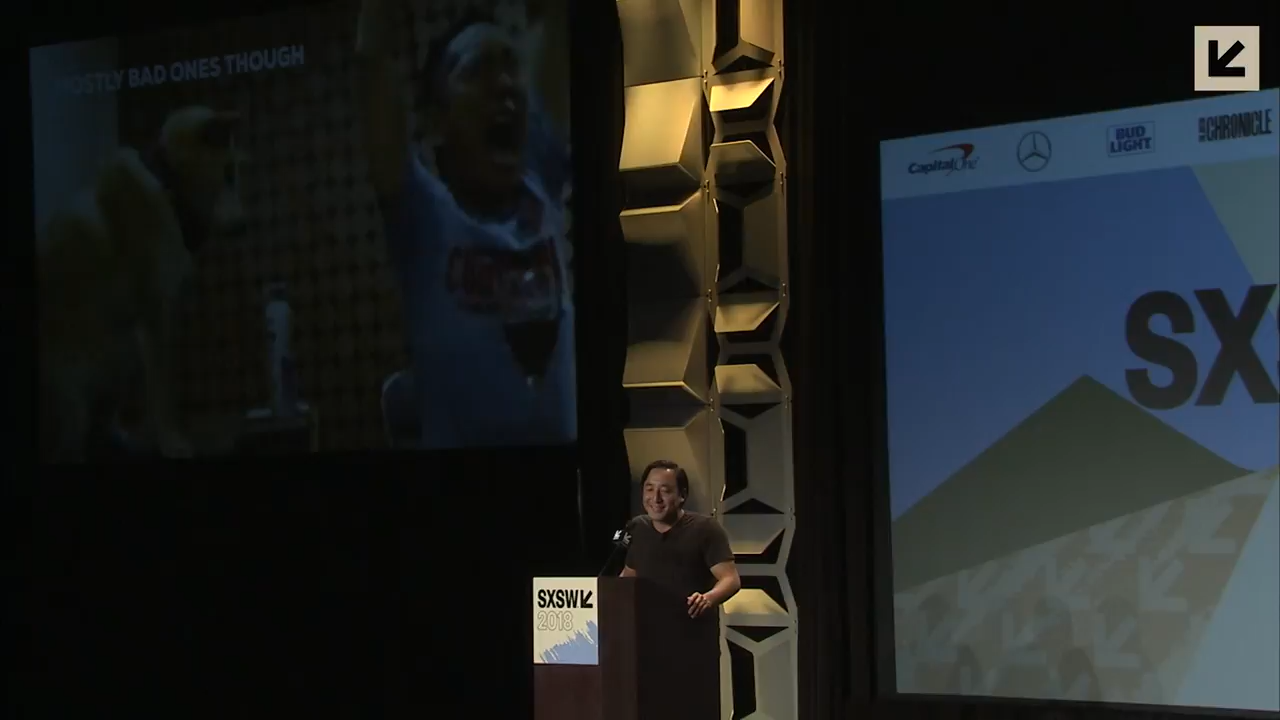 MOSTLY BAD ONES THOUGH
Capital One
BUD
LIGHT
CHRONICLE
SXS
SXSW
2018